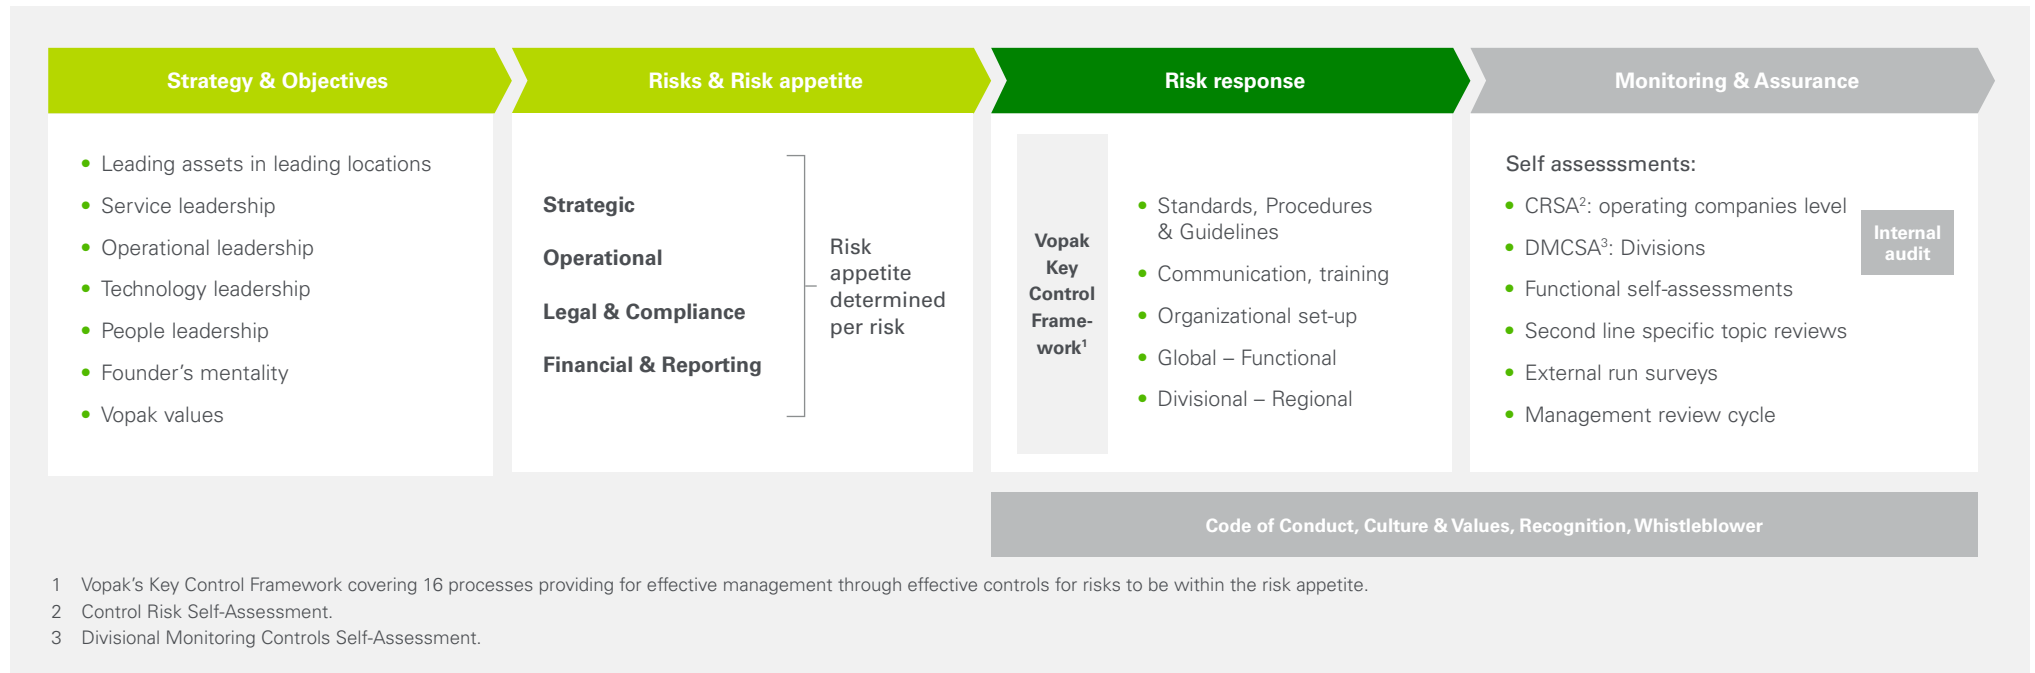 Strategy & Objectives
Leading assets in leading locations
Service leadership
Operational leadership
Technology leadership
People leadership
Founder's mentality
Vopak values
Risks & Risk appetite
Strategic
Operational
Legal & Compliance
Financial & Reporting
Risk
appetite
determined
per risk
Risk response
Vopak
Key
Control
Frame-
work¹
Standards, Procedures
& Guidelines
Communication, training
Organizational set-up
Global – Functional
Divisional – Regional
Monitoring & Assurance
Self assesssments:
CRSA²: operating companies level
DMCSA³: Divisions
Functional self-assessments
Second line specific topic reviews
External run surveys
Management review cycle
Internal
audit
Code of Conduct, Culture & Values, Recognition, Whistleblower
1 Vopak's Key Control Framework covering 16 processes providing for effective management through effective controls for risks to be within the risk appetite.
2 Control Risk Self-Assessment.
3 Divisional Monitoring Controls Self-Assessment.